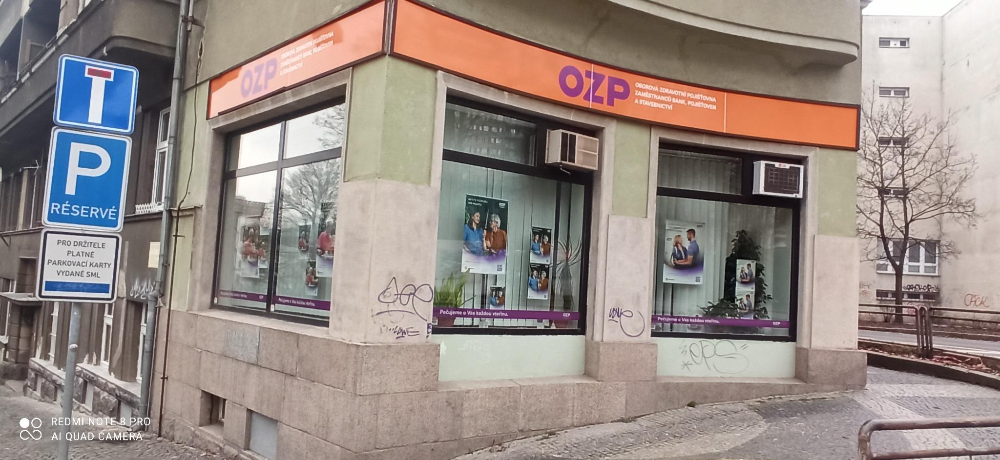 P
RÉSERVÉ
PRO DRŽITELE
PLATNÉ
PARKOVACÍ KARTY
VYDANÉ SML
OZP
OBOROVÁ ZDRAVOTNÍ POJIŠŤOVNA
ZAMĚSTNANCŮ BANK, POJIŠŤOVEN
A STAVEBNICTVÍ
OZP
OBOROVÁ ZDRAVOTNÍ POJIŠŤOVNA
ZAMĚSTNANCŮ BANK, POJIŠŤOVEN
A STAVEBNICTVÍ
LG
OZP
Pečujeme o Vás každou vteřinu.
OZP
Pečujeme o Vás každou vteřinu.
Pečujeme o Vás každou vteřinu.
OZP
Pečujeme o Vás každou vteřinu.
OZP
REDMI NOTE 8 PRO
AI QUAD CAMERA